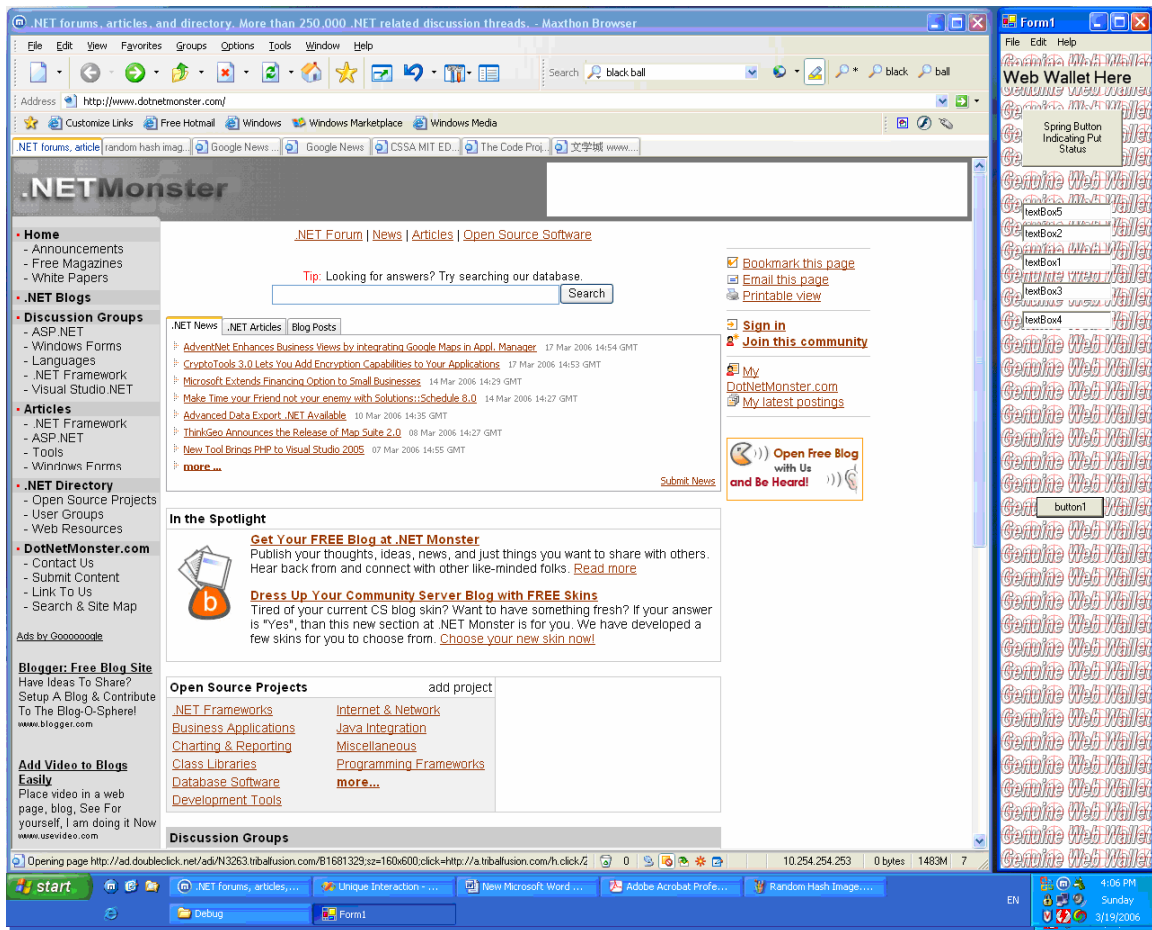 .NET forums, articles, and directory. More than 250,000 .NET related discussion threads. - Maxthon Browser
File Edit View Favorites Groups Options Tools Window Help
Search black ball black ball
Address http://www.dotnetmonster.com/
Customize Links Free Hotmail Windows Windows Marketplace Windows Media
.NET forums, article random hash imag... Google News ... Google News CSSA MIT ED... The Code Proj... 文学城 www....
.NETMonster
• Home
- Announcements
- Free Magazines
- White Papers
• .NET Blogs
• Discussion Groups
- ASP.NET
- Windows Forms
- Languages
- .NET Framework
- Visual Studio.NET
• Articles
- .NET Framework
- ASP.NET
- Tools
- Windows Forms
• .NET Directory
- Open Source Projects
- User Groups
- Web Resources
• DotNetMonster.com
- Contact Us
- Submit Content
- Link To Us
- Search & Site Map
Ads by Goooooogle
Blogger: Free Blog Site
Have Ideas To Share?
Setup A Blog & Contribute
To The Blog-O-Sphere!
www.blogger.com
Add Video to Blogs
Easily
Place video in a web
page, blog, See For
yourself, I am doing it Now
www.usevideo.com
.NET Forum | News | Articles | Open Source Software
Tip: Looking for answers? Try searching our database.
Search
.NET News .NET Articles Blog Posts
AdventNet Enhances Business Views by integrating Google Maps in Appl. Manager 17 Mar 2006 14:54 GMT
CryptoTools 3.0 Lets You Add Encryption Capabilities to Your Applications 17 Mar 2006 14:53 GMT
Microsoft Extends Financing Option to Small Businesses 14 Mar 2006 14:29 GMT
Make Time your Friend not your enemy with Solutions::Schedule 8.0 14 Mar 2006 14:27 GMT
Advanced Data Export .NET Available 10 Mar 2006 14:35 GMT
ThinkGeo Announces the Release of Map Suite 2.0 08 Mar 2006 14:27 GMT
New Tool Brings PHP to Visual Studio 2005 07 Mar 2006 14:55 GMT
more ...
Submit News
In the Spotlight
Get Your FREE Blog at .NET Monster
Publish your thoughts, ideas, news, and just things you want to share with others.
Hear back from and connect with other like-minded folks. Read more
Dress Up Your Community Server Blog with FREE Skins
Tired of your current CS blog skin? Want to have something fresh? If your answer
is "Yes", than this new section at .NET Monster is for you. We have developed a
few skins for you to choose from. Choose your new skin now!
Open Source Projects add project
.NET Frameworks Internet & Network
Business Applications Java Integration
Charting & Reporting Miscellaneous
Class Libraries Programming Frameworks
Database Software more...
Development Tools
Discussion Groups
Bookmark this page
Email this page
Printable view
Sign in
Join this community
My
DotNetMonster.com
My latest postings
Open Free Blog
with Us
and Be Heard!
Form1
File Edit Help
Web Wallet Here
Spring Button
Indicating Put
Status
textBox5
textBox2
textBox1
textBox3
textBox4
button1
Genuine Web Wallet
Opening page http://ad.doubleclick.net/adi/N3263.tribalfusion.com/B1681329;sz=160x600;click=http://a.tribalfusion.com/h.click/2 0 10.254.254.253 0 bytes 1483M 7
start .NET forums, articles,... Unique Interaction - ... New Microsoft Word ... Adobe Acrobat Profe... Random Hash Image....
Debug Form1
EN
4:06 PM
Sunday
3/19/2006